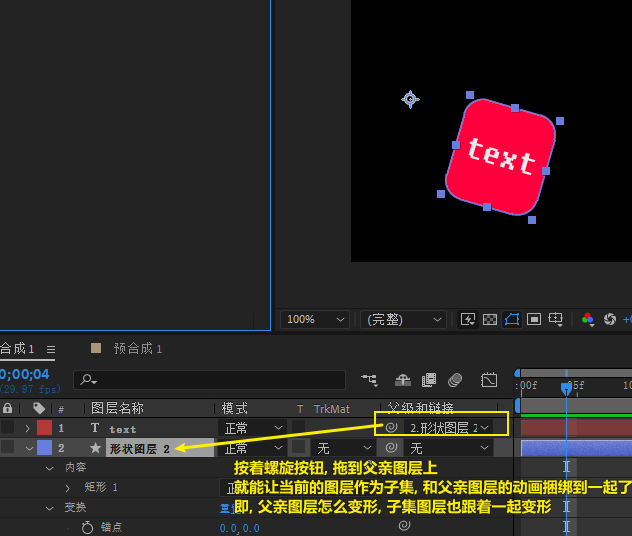 text
100%
(完整)
+0
合成1
预合成1
0;00;04
(29.97 fps)
:00f
05f
10
#
图层名称
模式
T TrkMat
父级和链接
1 text
正常
2.形状图层 2
2 形状图层 2
正常
无
无
内容
矩形 1
变换
锚点
0.0, 0.0
按着螺旋按钮, 拖到父亲图层上
就能让当前的图层作为子集, 和父亲图层的动画捆绑到一起了
即, 父亲图层怎么变形, 子集图层也跟着一起变形